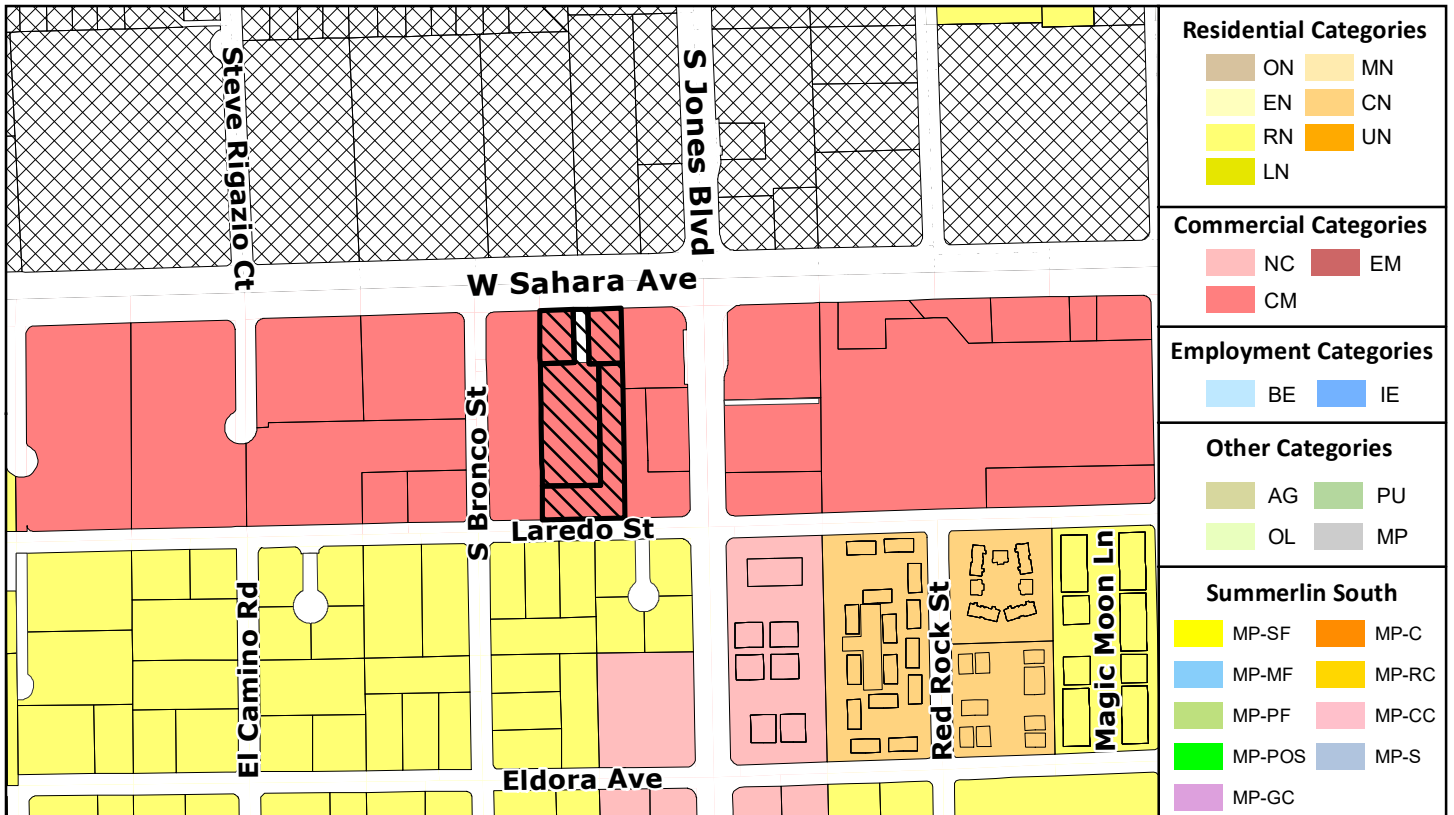 Steve Rigazio Ct
S Jones Blvd
W Sahara Ave
S Bronco St
Laredo St
El Camino Rd
Red Rock St
Magic Moon Ln
Eldora Ave
Residential Categories
ON MN
EN CN
RN UN
LN
Commercial Categories
NC EM
CM
Employment Categories
BE IE
Other Categories
AG PU
OL MP
Summerlin South
MP-SF MP-C
MP-MF MP-RC
MP-PF MP-CC
MP-POS MP-S
MP-GC